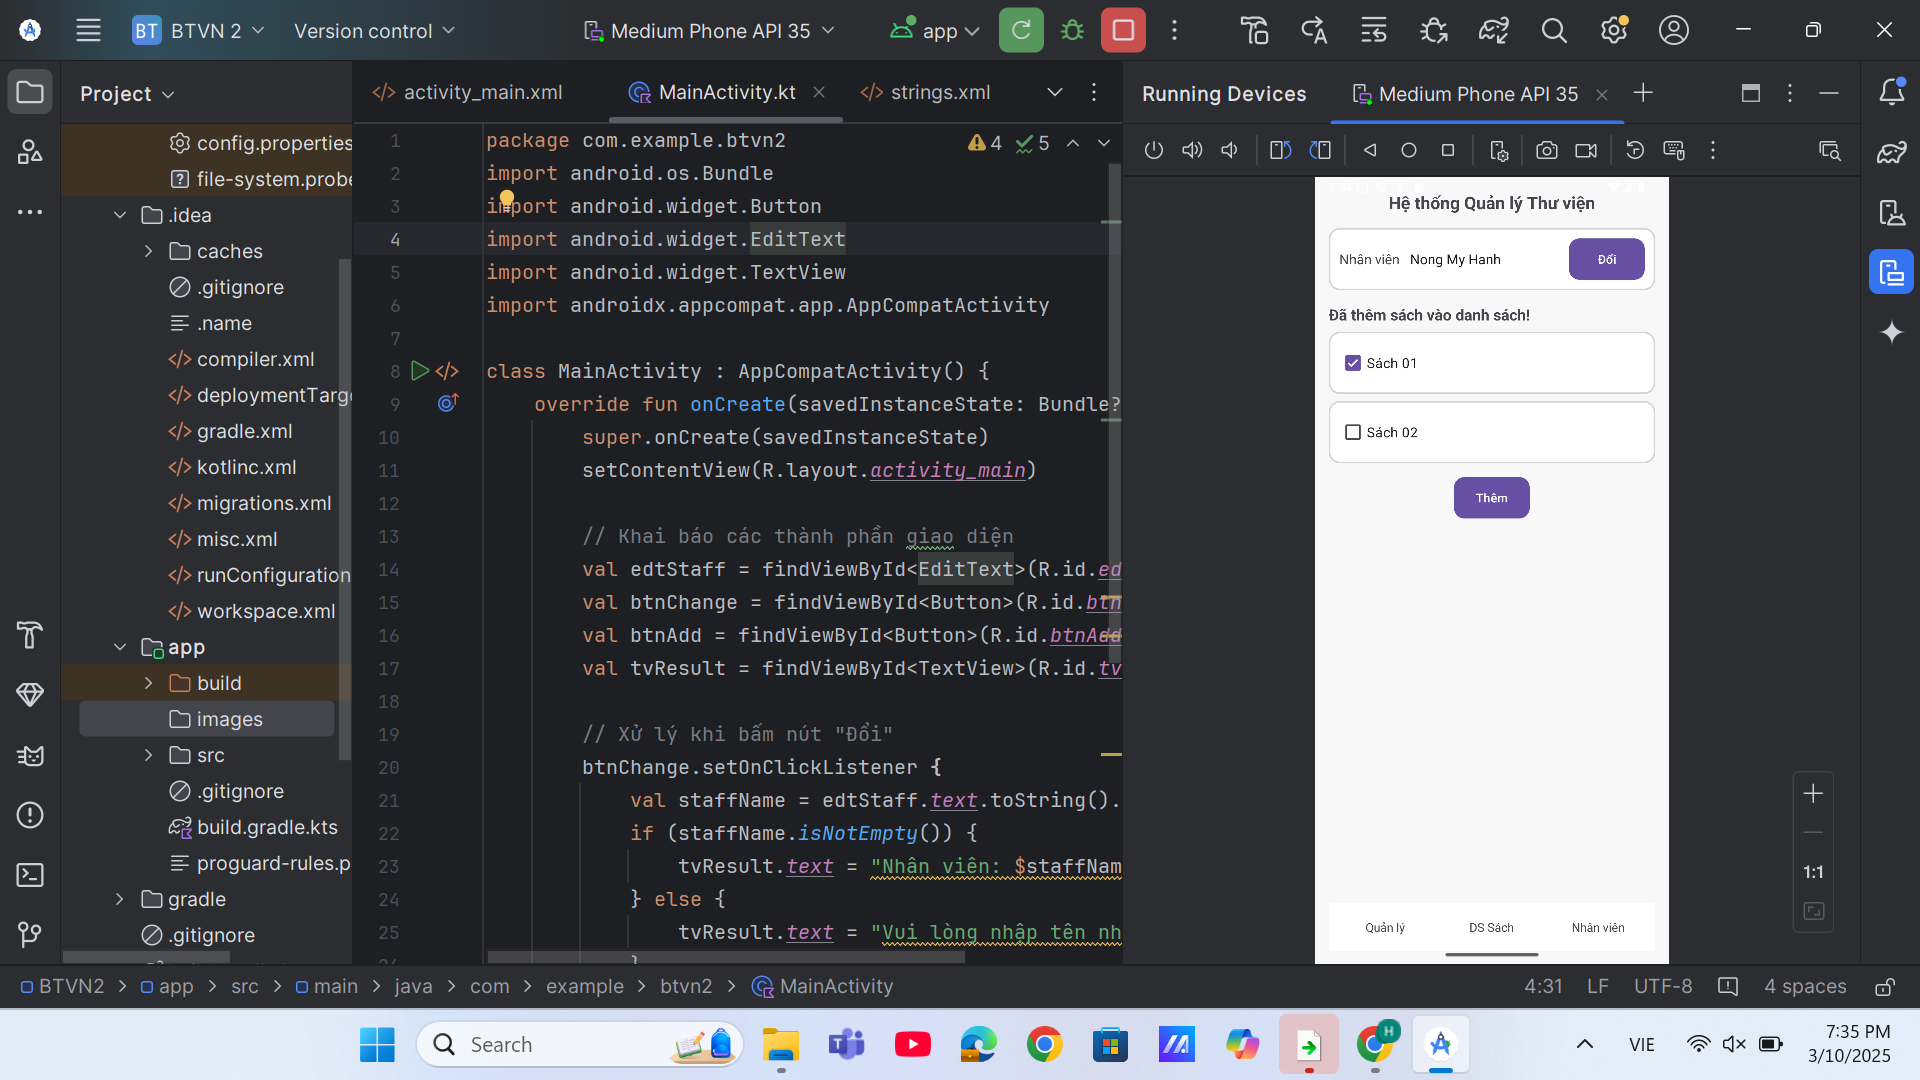 BT BTVN 2 Version control Medium Phone API 35 app
Project
activity_main.xml MainActivity.kt strings.xml
Running Devices Medium Phone API 35
config.properties
file-system.probe
.idea
caches
.gitignore
.name
compiler.xml
deploymentTarge
gradle.xml
kotlinc.xml
migrations.xml
misc.xml
runConfiguration
workspace.xml
app
build
images
src
.gitignore
build.gradle.kts
proguard-rules.p
gradle
.gitignore
4 5
1 package com.example.btvn2
2 import android.os.Bundle
3 import android.widget.Button
4 import android.widget.EditText
5 import android.widget.TextView
6 import androidx.appcompat.app.AppCompatActivity
7
8 class MainActivity : AppCompatActivity() {
9 override fun onCreate(savedInstanceState: Bundle?
10 super.onCreate(savedInstanceState)
11 setContentView(R.layout.activity_main)
12
13 // Khai báo các thành phần giao diện
14 val edtStaff = findViewById<EditText>(R.id.ed
15 val btnChange = findViewById<Button>(R.id.btn
16 val btnAdd = findViewById<Button>(R.id.btnAdd
17 val tvResult = findViewById<TextView>(R.id.tv
18
19 // Xử lý khi bấm nút "Đổi"
20 btnChange.setOnClickListener {
21 val staffName = edtStaff.text.toString().
22 if (staffName.isNotEmpty()) {
23 tvResult.text = "Nhân viên: $staffNam
24 } else {
25 tvResult.text = "Vui lòng nhập tên nh
Hệ thống Quản lý Thư viện
Nhân viên Nong My Hanh Đổi
Đã thêm sách vào danh sách!
Sách 01
Sách 02
Thêm
Quản lý DS Sách Nhân viên
1:1
BTVN2 > app > src > main > java > com > example > btvn2 > MainActivity
4:31 LF UTF-8 4 spaces
Search
H
VIE
7:35 PM
3/10/2025